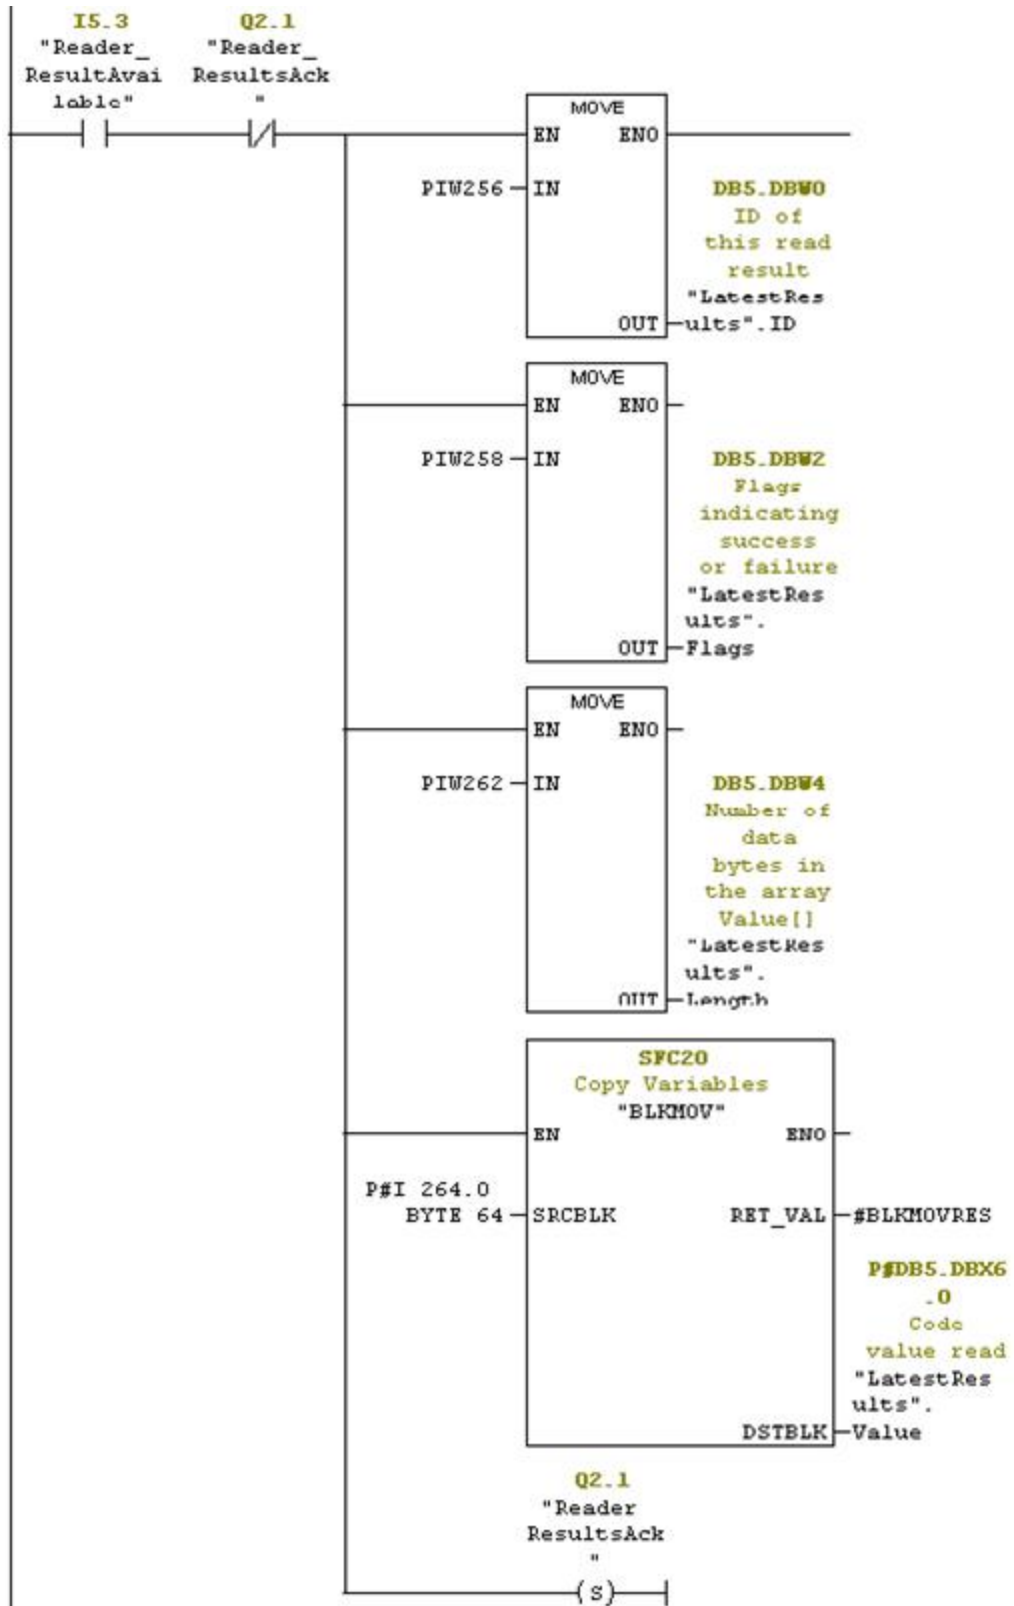 I5.3
"Reader_
ResultAvai
lable"
Q2.1
"Reader_
ResultsAck
"
MOVE
EN ENO
PIW256 IN
DB5.DBW0
ID of
this read
result
"LatestRes
OUT ults".ID
MOVE
EN ENO
PIW258 IN
DB5.DBW2
Flags
indicating
success
or failure
"LatestRes
ults".
OUT Flags
MOVE
EN ENO
PIW262 IN
DB5.DBW4
Number of
data
bytes in
the array
Value[]
"LatestRes
ults".
OUT Length
SFC20
Copy Variables
"BLKMOV"
EN ENO
P#I 264.0
BYTE 64 SRCBLK RET_VAL #BLKMOVRES
P#DB5.DBX6
.0
Code
value read
"LatestRes
ults".
DSTBLK Value
Q2.1
"Reader
ResultsAck
"
(S)